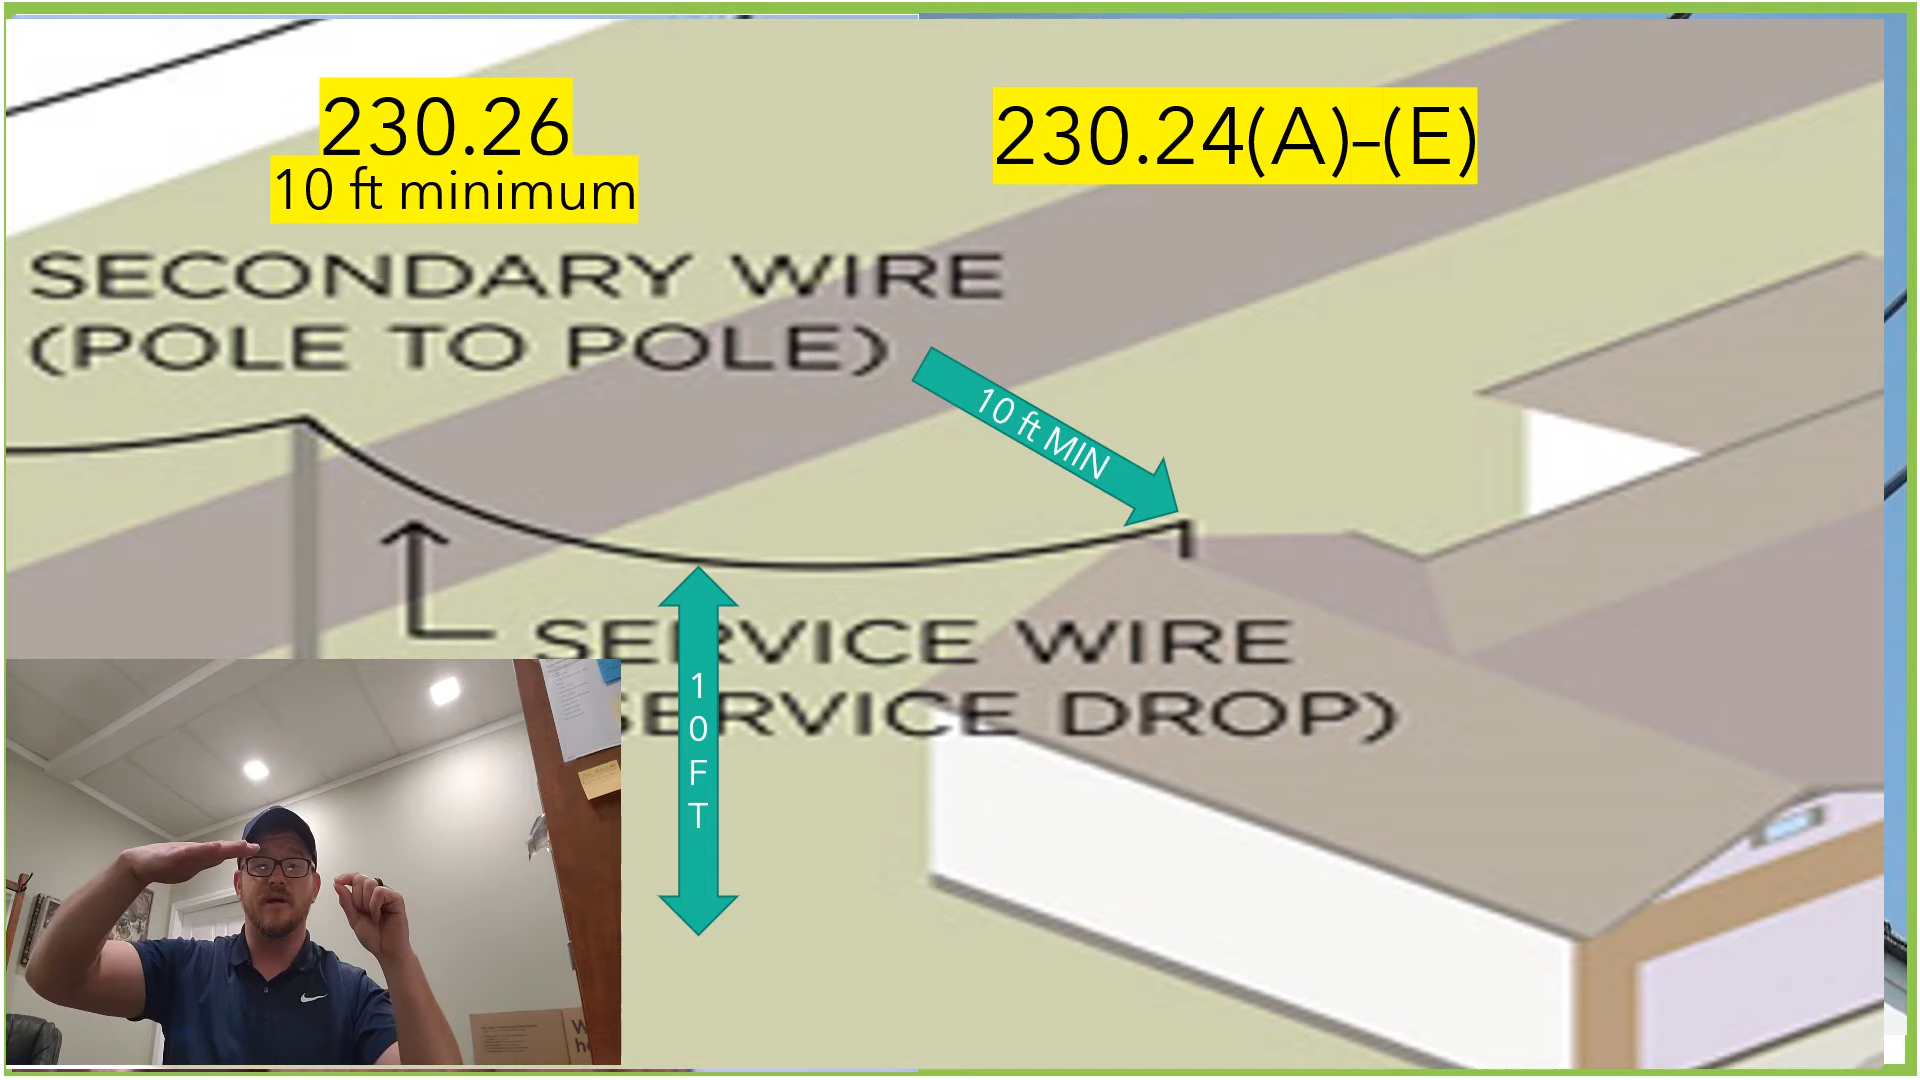 230.26
10 ft minimum
230.24(A)–(E)
SECONDARY WIRE
(POLE TO POLE)
10 ft MIN
SERVICE WIRE
SERVICE DROP)
10FT